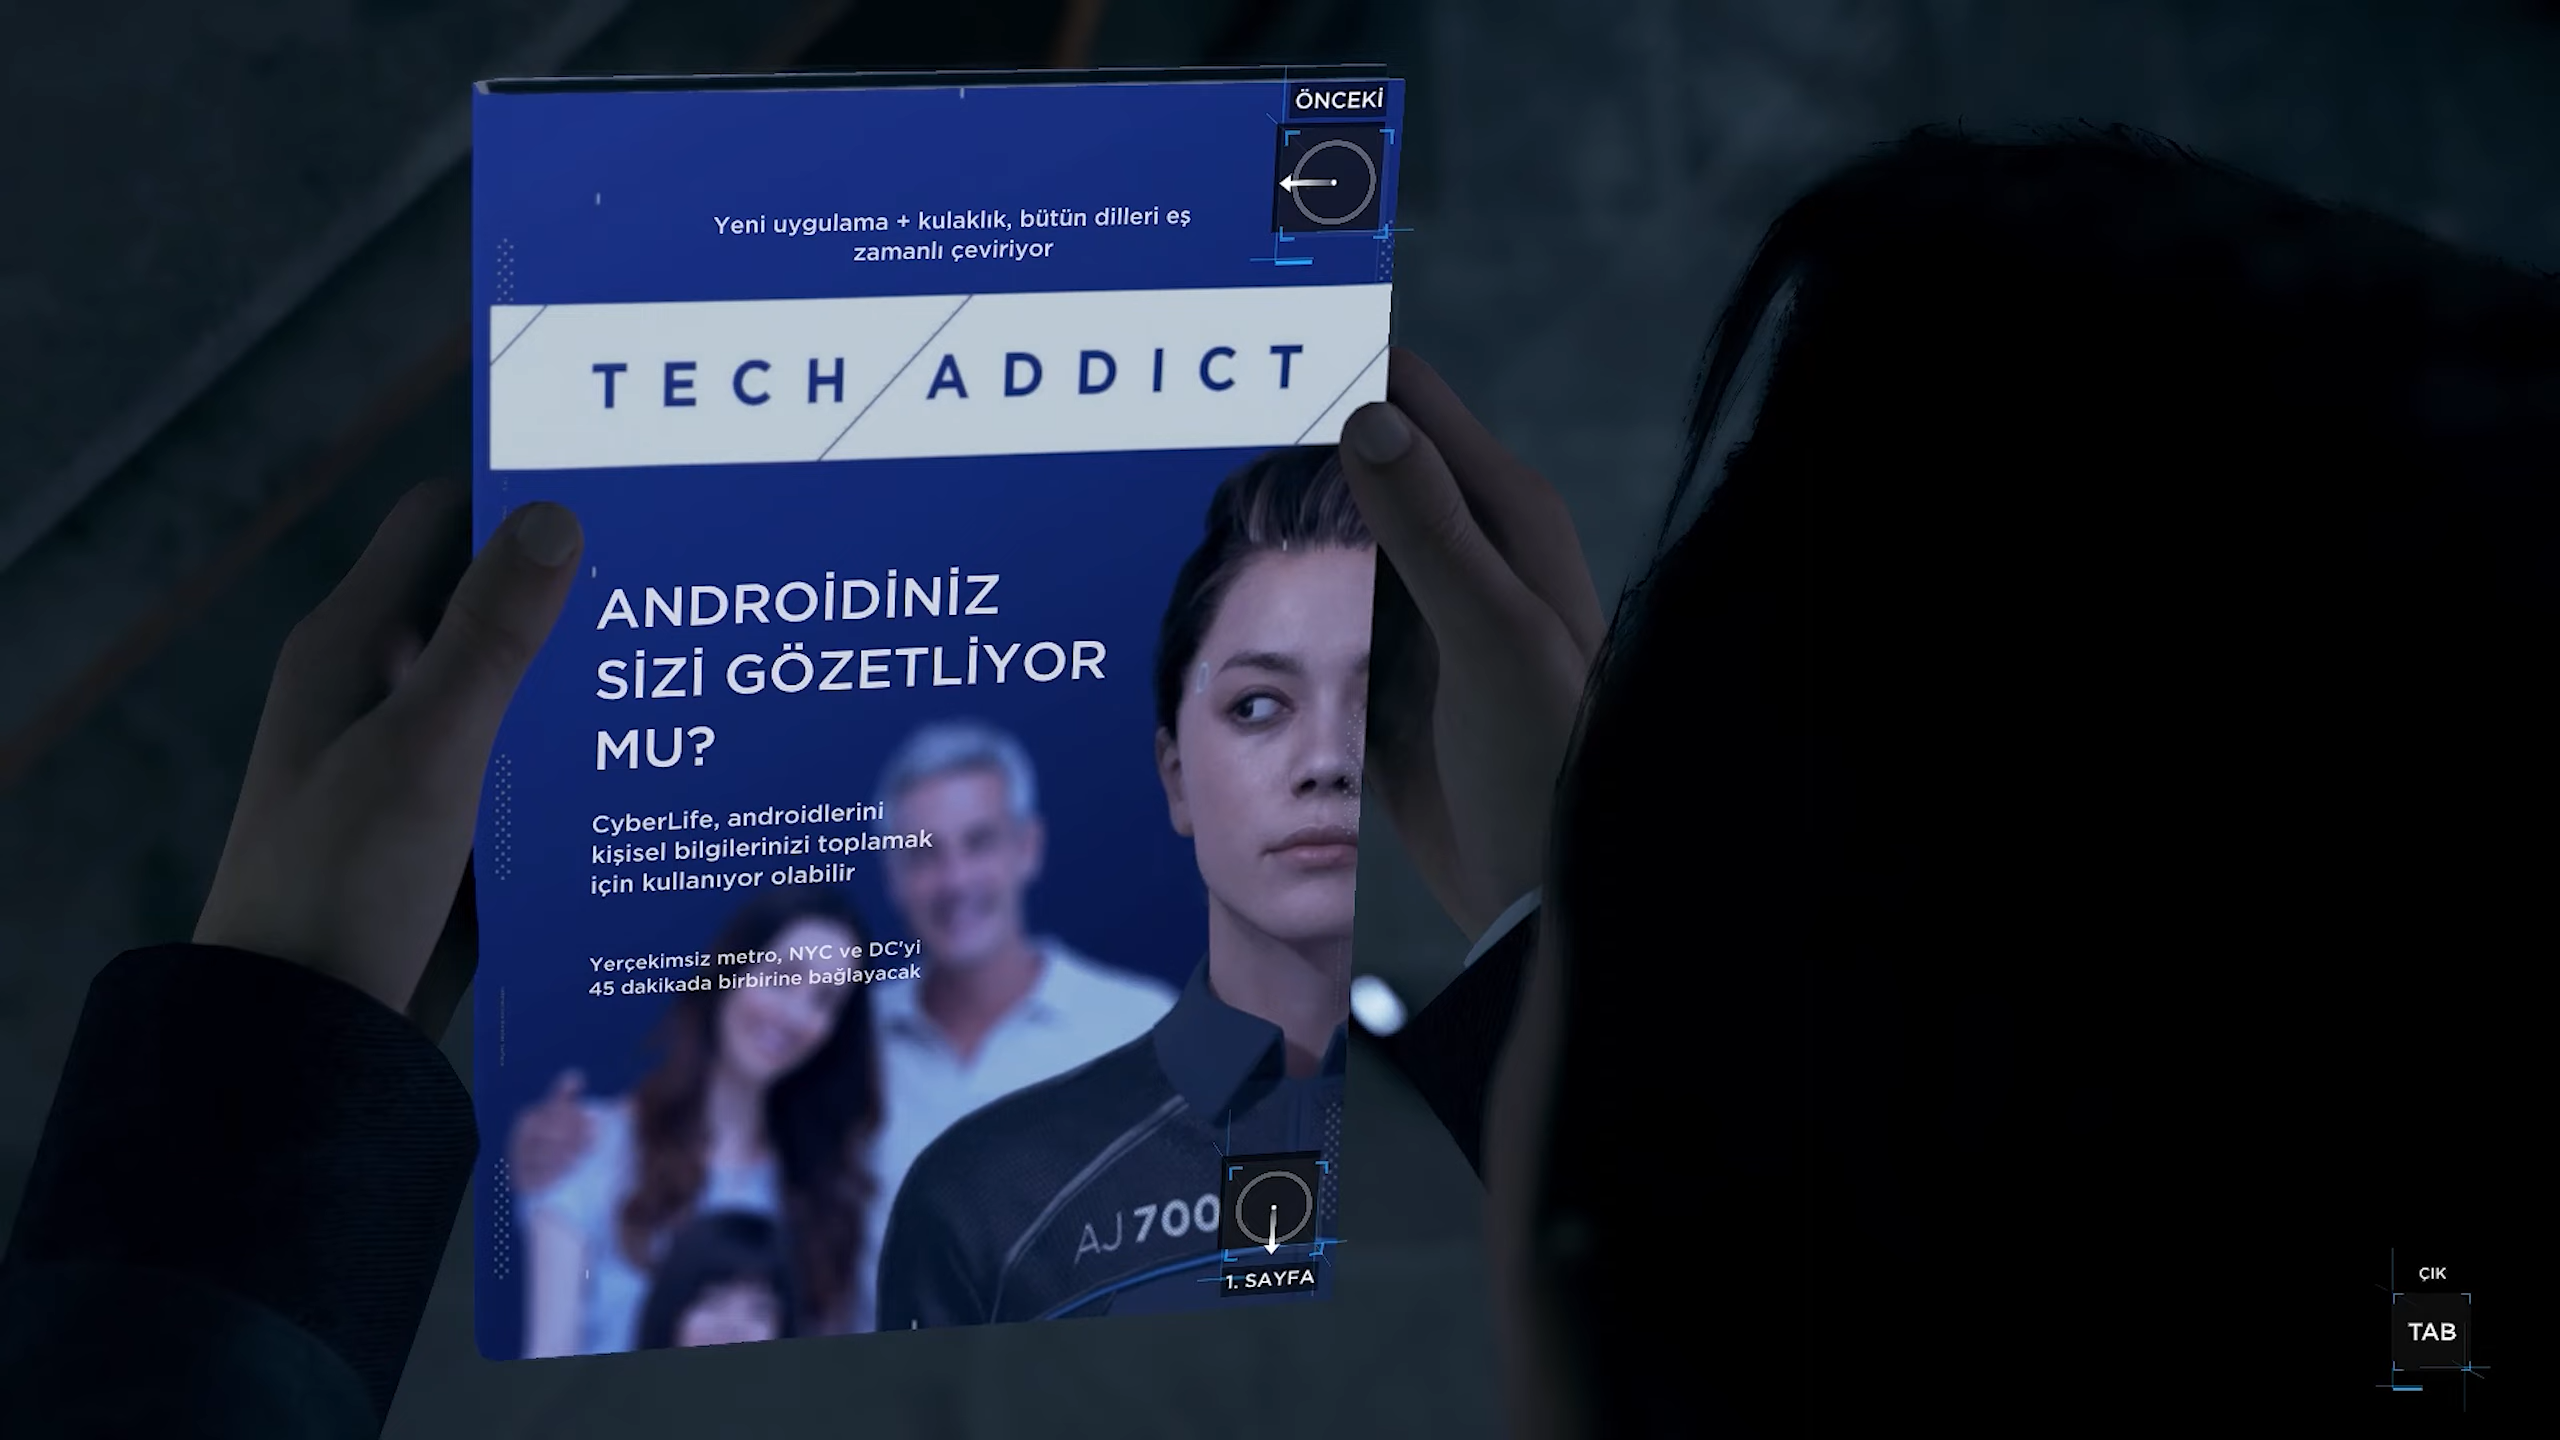 ÖNCEKİ
Yeni uygulama + kulaklık, bütün dilleri eş
zamanlı çeviriyor
TECH ADDICT
ANDROİDİNİZ
SİZİ GÖZETLİYOR
MU?
CyberLife, androidlerini
kişisel bilgilerinizi toplamak
için kullanıyor olabilir
Yerçekimsiz metro, NYC ve DC'yi
45 dakikada birbirine bağlayacak
AJ700
1. SAYFA
ÇIK
TAB